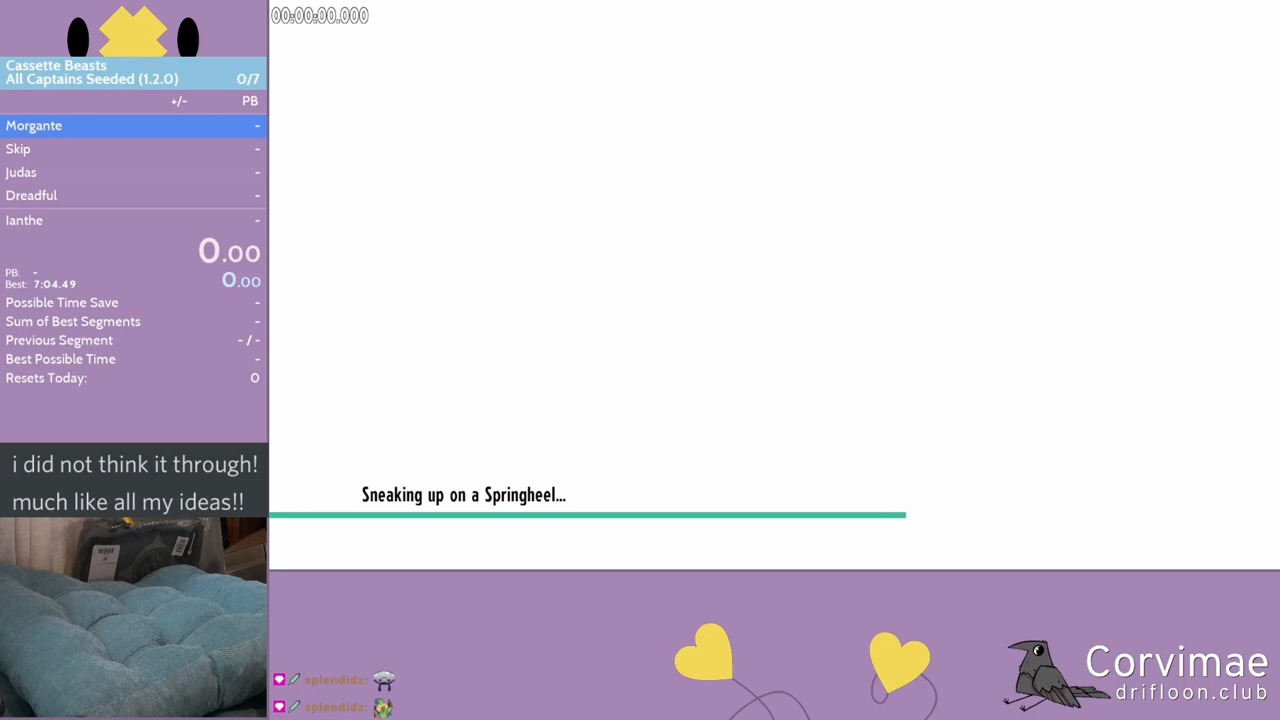 00:00:00.000
Cassette Beasts
All Captains Seeded (1.2.0) 0/7
+/- PB
Morgante -
Skip -
Judas -
Dreadful -
Ianthe -
0.00
PB: -
0.00
Best: 7:04.49
Possible Time Save -
Sum of Best Segments -
Previous Segment - / -
Best Possible Time -
Resets Today: 0
i did not think it through!
much like all my ideas!!
Sneaking up on a Springheel...
splendidz:
splendidz:
Corvimae
drifloon.club